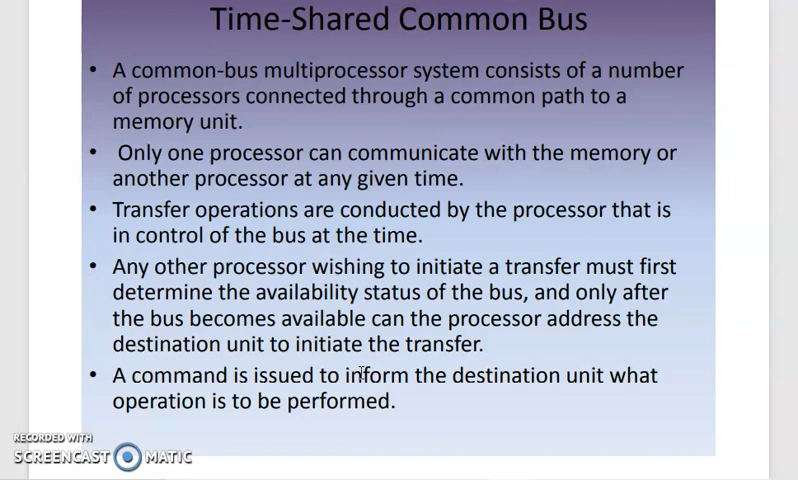 Time-Shared Common Bus
• A common-bus multiprocessor system consists of a number
of processors connected through a common path to a
memory unit.
• Only one processor can communicate with the memory or
another processor at any given time.
• Transfer operations are conducted by the processor that is
in control of the bus at the time.
• Any other processor wishing to initiate a transfer must first
determine the availability status of the bus, and only after
the bus becomes available can the processor address the
destination unit to initiate the transfer.
• A command is issued to inform the destination unit what
operation is to be performed.
RECORDED WITH
SCREENCAST MATIC